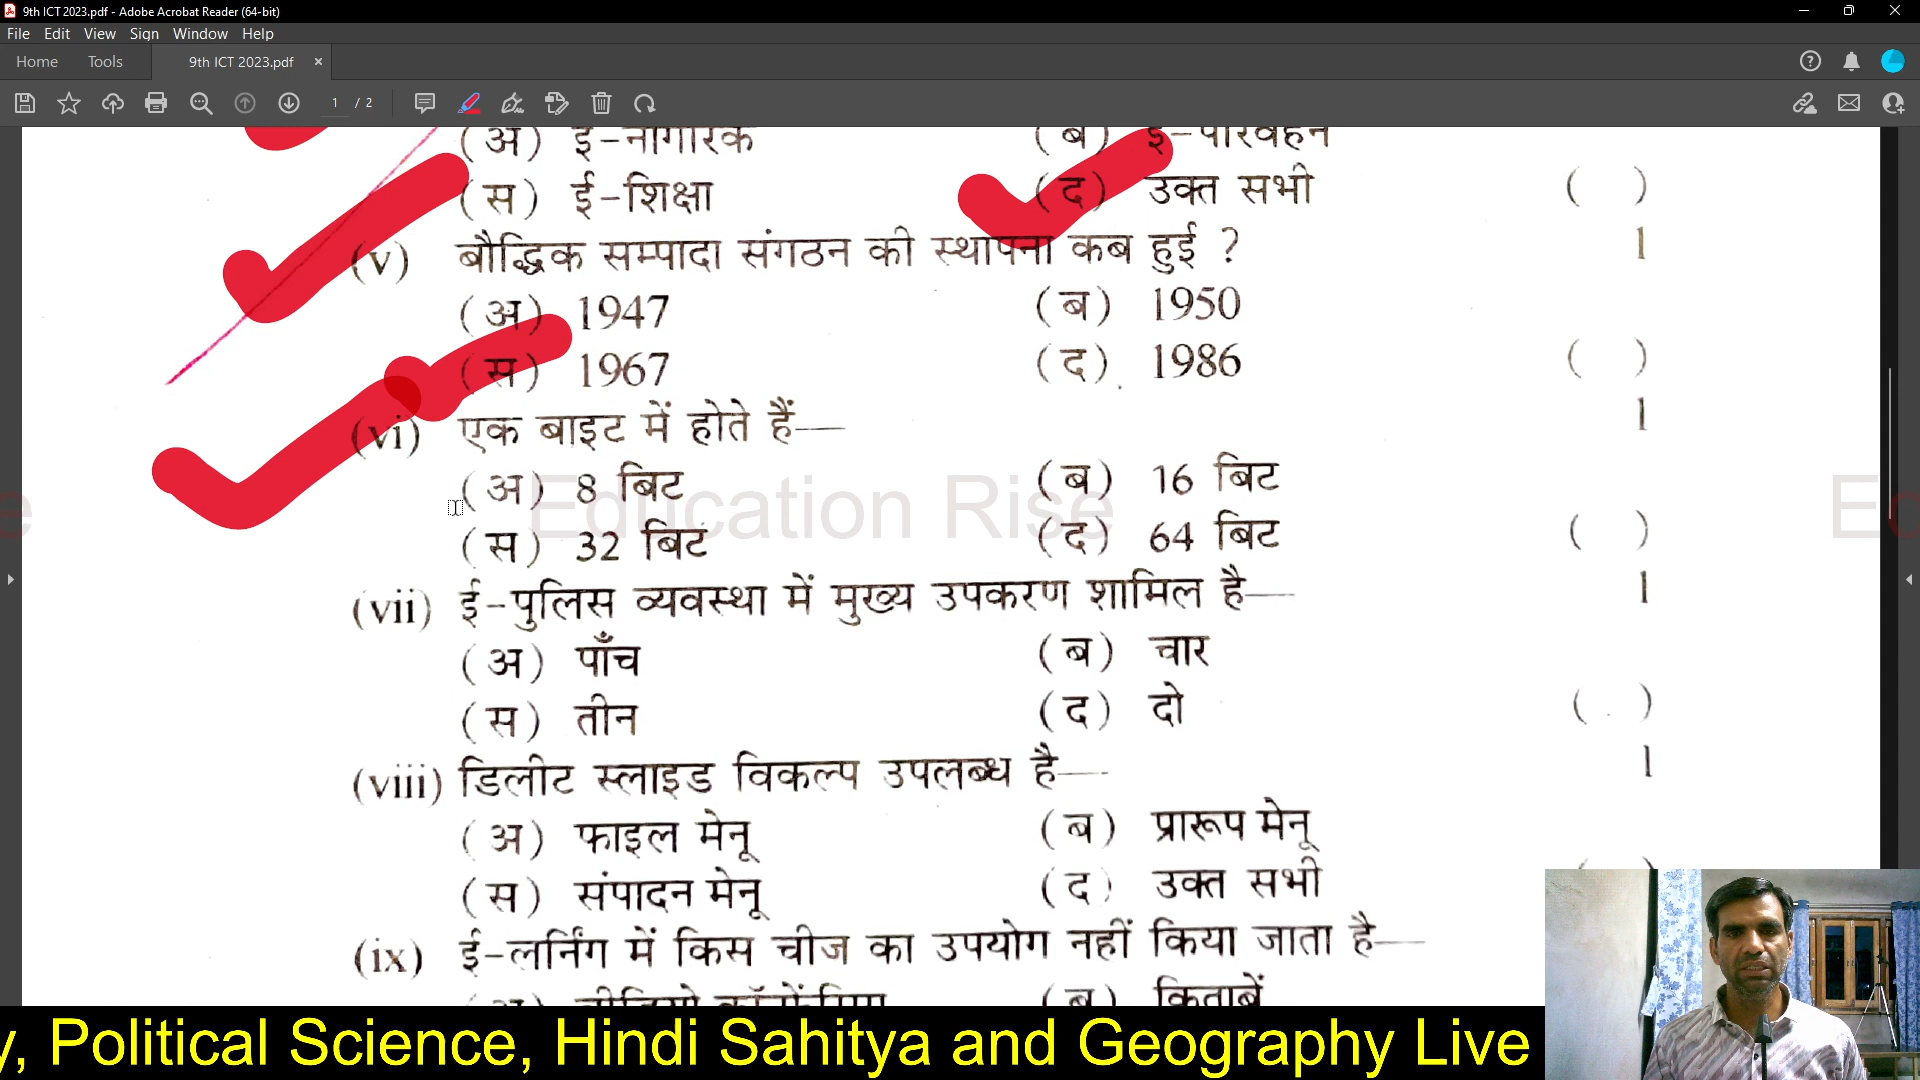 9th ICT 2023.pdf - Adobe Acrobat Reader (64-bit)
File Edit View Sign Window Help
Home Tools 9th ICT 2023.pdf ×
1 / 2
(अ) ई-नागरिक (ब) ई-परिवहन
(स) ई-शिक्षा (द) उक्त सभी ( )
(v) बौद्धिक सम्पादा संगठन की स्थापना कब हुई ? 1
(अ) 1947 (ब) 1950
(स) 1967 (द) 1986 ( )
(vi) एक बाइट में होते हैं— 1
(अ) 8 बिट (ब) 16 बिट
Education Rise
(स) 32 बिट (द) 64 बिट ( )
(vii) ई-पुलिस व्यवस्था में मुख्य उपकरण शामिल है— 1
(अ) पाँच (ब) चार
(स) तीन (द) दो ( )
(viii) डिलीट स्लाइड विकल्प उपलब्ध है— 1
(अ) फाइल मेनू (ब) प्रारूप मेनू
(स) संपादन मेनू (द) उक्त सभी
(ix) ई-लर्निंग में किस चीज का उपयोग नहीं किया जाता है—
(ब) किताबें
y, Political Science, Hindi Sahitya and Geography Live